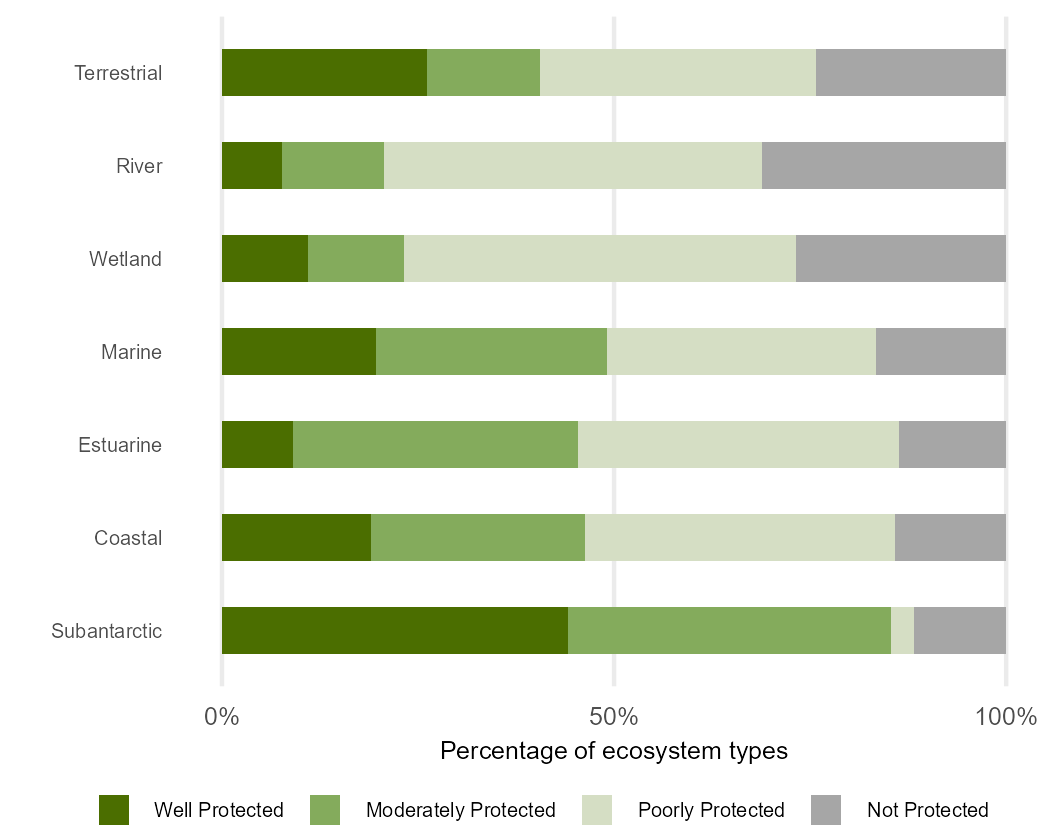 Terrestrial
River
Wetland
Marine
Estuarine
Coastal
Subantarctic
0% 50% 100%
Percentage of ecosystem types
Well Protected Moderately Protected Poorly Protected Not Protected